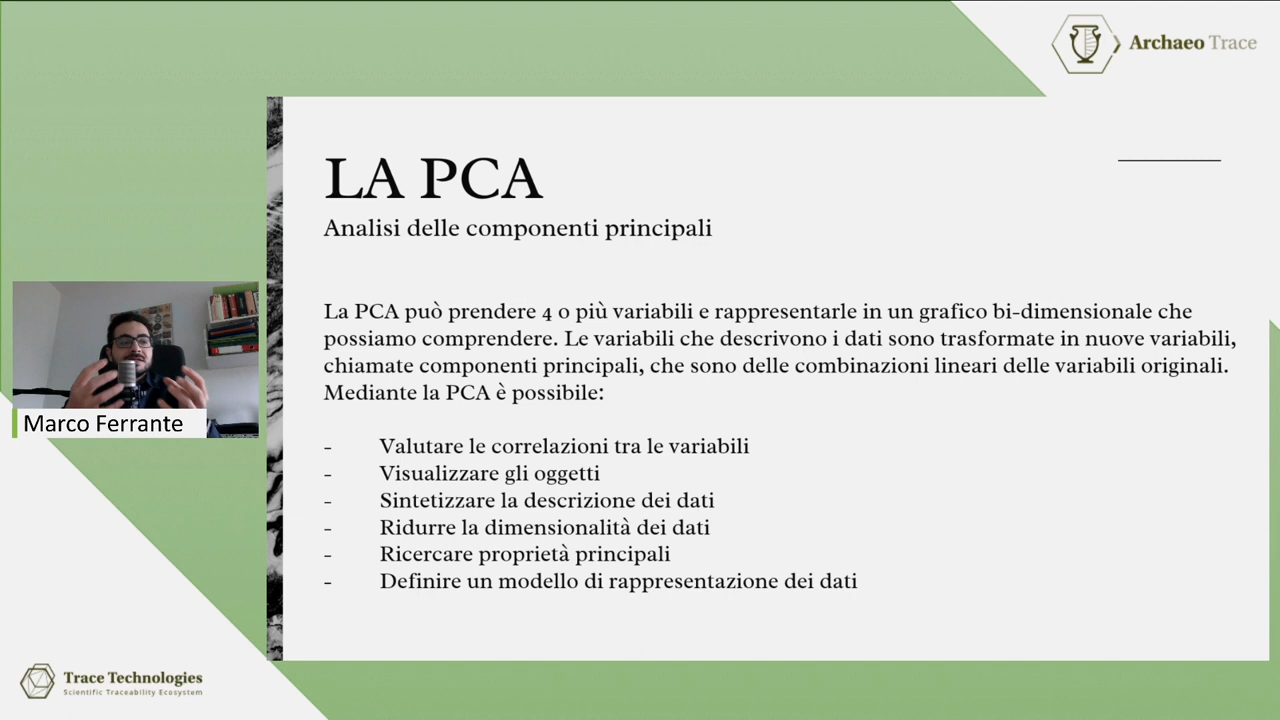 Archaeo Trace
LA PCA
Analisi delle componenti principali
La PCA può prendere 4 o più variabili e rappresentarle in un grafico bi-dimensionale che
possiamo comprendere. Le variabili che descrivono i dati sono trasformate in nuove variabili,
chiamate componenti principali, che sono delle combinazioni lineari delle variabili originali.
Mediante la PCA è possibile:
- Valutare le correlazioni tra le variabili
- Visualizzare gli oggetti
- Sintetizzare la descrizione dei dati
- Ridurre la dimensionalità dei dati
- Ricercare proprietà principali
- Definire un modello di rappresentazione dei dati
Marco Ferrante
Trace Technologies
Scientific Traceability Ecosystem